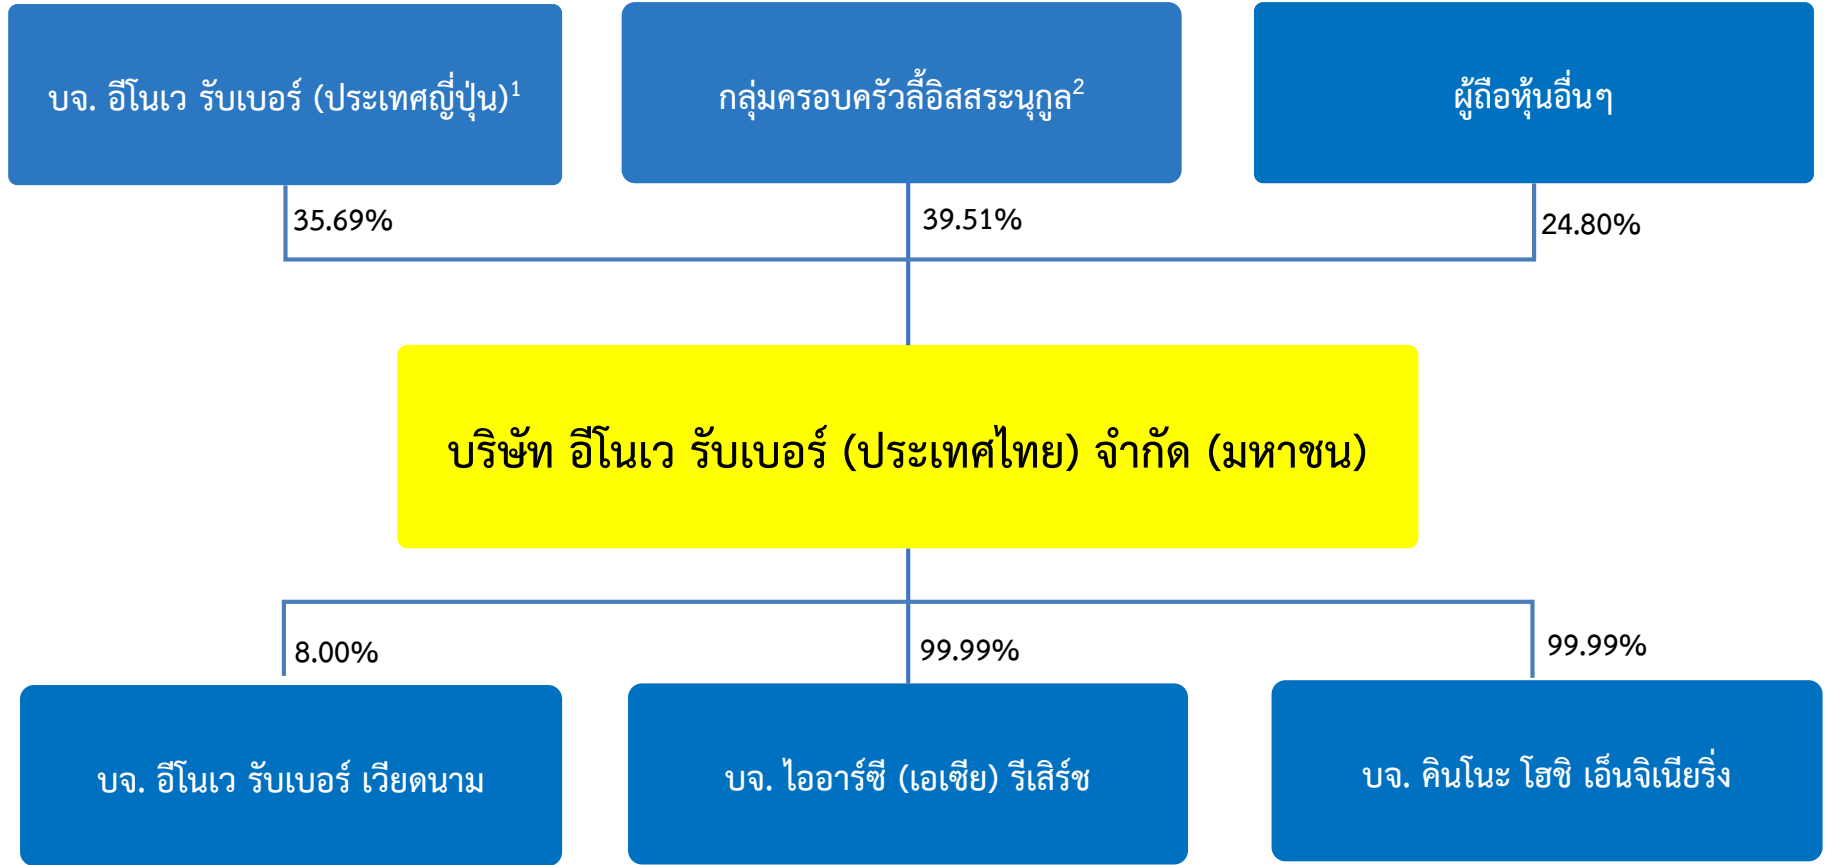 บจ. อีโนเว รับเบอร์ (ประเทศญี่ปุ่น)¹
กลุ่มครอบครัวลี้อิสสระนุกูล²
ผู้ถือหุ้นอื่นๆ
35.69%
39.51%
24.80%
บริษัท อีโนเว รับเบอร์ (ประเทศไทย) จำกัด (มหาชน)
8.00%
99.99%
99.99%
บจ. อีโนเว รับเบอร์ เวียดนาม
บจ. ไออาร์ซี (เอเซีย) รีเสิร์ช
บจ. คินโนะ โฮชิ เอ็นจิเนียริ่ง